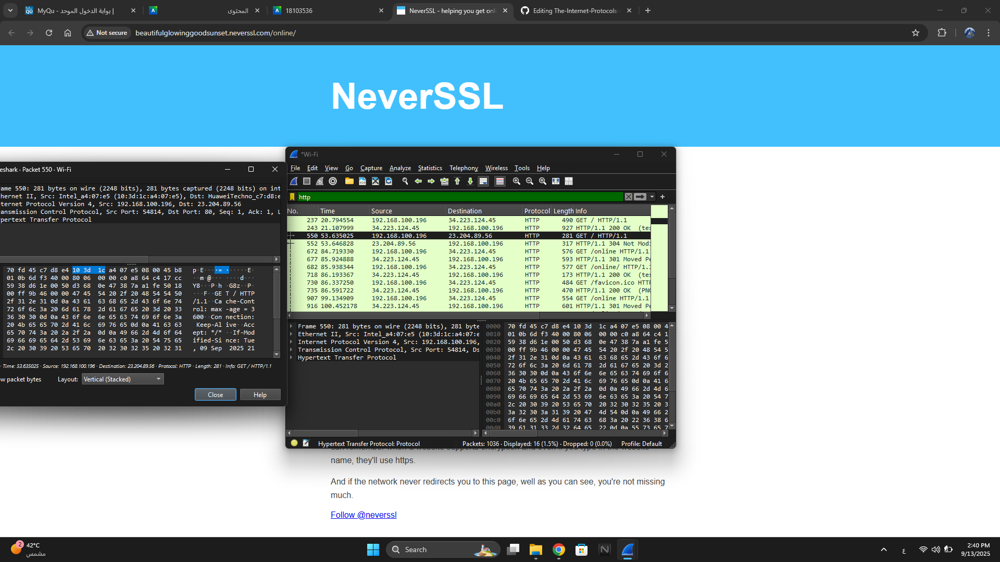 MyQu - بوابة الدخول الموحد |
المحتوى
18103536
NeverSSL - helping you get onl
Editing The-Internet-Protocols-
Not secure
beautifulglowinggoodsunset.neverssl.com/online/
NeverSSL
eshark · Packet 550 · Wi-Fi
ame 550: 281 bytes on wire (2248 bits), 281 bytes captured (2248 bits) on int
hernet II, Src: Intel_a4:07:e5 (10:3d:1c:a4:07:e5), Dst: HuaweiTechno_c7:d8:e
nternet Protocol Version 4, Src: 192.168.100.196, Dst: 23.204.89.56
ansmission Control Protocol, Src Port: 54814, Dst Port: 80, Seq: 1, Ack: 1, L
ypertext Transfer Protocol
70 fd 45 c7 d8 e4 10 3d 1c a4 07 e5 08 00 45 b8 p·E····=······E·
01 0b 6d f3 40 00 80 06 00 00 c0 a8 64 c4 17 cc ··m·@·······d···
59 38 d6 1e 00 50 d3 68 0e 47 38 7a a1 fe 50 18 Y8···P·h·G8z··P·
00 ff 9b 46 00 00 47 45 54 20 2f 20 48 54 54 50 ···F··GET / HTTP
2f 31 2e 31 0d 0a 43 61 63 68 65 2d 43 6f 6e 74 /1.1··Cache-Cont
72 6f 6c 3a 20 6d 61 78 2d 61 67 65 20 3d 20 33 rol: max-age = 3
36 30 30 0d 0a 43 6f 6e 6e 65 63 74 69 6f 6e 3a 600··Connection:
20 4b 65 65 70 2d 41 6c 69 76 65 0d 0a 41 63 63 Keep-Alive··Acc
65 70 74 3a 20 2a 2f 2a 0d 0a 49 66 2d 4d 6f 64 ept: */*··If-Mod
69 66 69 65 64 2d 53 69 6e 63 65 3a 20 54 75 65 ified-Since: Tue
2c 20 30 39 20 53 65 70 20 32 30 32 35 20 32 31 , 09 Sep 2025 21
· Time: 53.635025 · Source: 192.168.100.196 · Destination: 23.204.89.56 · Protocol: HTTP · Length: 281 · Info: GET / HTTP/1.1
ow packet bytes
Layout: Vertical (Stacked)
Close
Help
*Wi-Fi
File Edit View Go Capture Analyze Statistics Telephony Wireless Tools Help
http
No. Time Source Destination Protocol Length Info
237 20.794554 192.168.100.196 34.223.124.45 HTTP 490 GET / HTTP/1.1
243 21.107999 34.223.124.45 192.168.100.196 HTTP 927 HTTP/1.1 200 OK (tex
550 53.635025 192.168.100.196 23.204.89.56 HTTP 281 GET / HTTP/1.1
552 53.646828 23.204.89.56 192.168.100.196 HTTP 317 HTTP/1.1 304 Not Modi
672 84.719330 192.168.100.196 34.223.124.45 HTTP 576 GET /online HTTP/1.1
677 85.924888 34.223.124.45 192.168.100.196 HTTP 593 HTTP/1.1 301 Moved Pe
685 85.938344 192.168.100.196 34.223.124.45 HTTP 577 GET /online/ HTTP/1.1
718 86.193367 34.223.124.45 192.168.100.196 HTTP 173 HTTP/1.1 200 OK (tex
730 86.337250 192.168.100.196 34.223.124.45 HTTP 484 GET /favicon.ico HTTP
735 86.591722 34.223.124.45 192.168.100.196 HTTP 470 HTTP/1.1 200 OK (PNG
907 99.134909 192.168.100.196 34.223.124.45 HTTP 554 GET /online HTTP/1.1
916 100.452178 34.223.124.45 192.168.100.196 HTTP 601 HTTP/1.1 301 Moved Pe
Frame 550: 281 bytes on wire (2248 bits), 281 byte
Ethernet II, Src: Intel_a4:07:e5 (10:3d:1c:a4:07:e
Internet Protocol Version 4, Src: 192.168.100.196,
Transmission Control Protocol, Src Port: 54814, Ds
Hypertext Transfer Protocol
0000 70 fd 45 c7 d8 e4 10 3d 1c a4 07 e5 08 00 4
0010 01 0b 6d f3 40 00 80 06 00 00 c0 a8 64 c4 1
0020 59 38 d6 1e 00 50 d3 68 0e 47 38 7a a1 fe 5
0030 00 ff 9b 46 00 00 47 45 54 20 2f 20 48 54 5
0040 2f 31 2e 31 0d 0a 43 61 63 68 65 2d 43 6f 6
0050 72 6f 6c 3a 20 6d 61 78 2d 61 67 65 20 3d 2
0060 36 30 30 0d 0a 43 6f 6e 6e 65 63 74 69 6f 6
0070 20 4b 65 65 70 2d 41 6c 69 76 65 0d 0a 41 6
0080 65 70 74 3a 20 2a 2f 2a 0d 0a 49 66 2d 4d 6
0090 69 66 69 65 64 2d 53 69 6e 63 65 3a 20 54 7
00a0 2c 20 30 39 20 53 65 70 20 32 30 32 35 20 3
00b0 3a 32 30 3a 31 39 20 47 4d 54 0d 0a 49 66 2
00c0 6f 6e 65 2d 4d 61 74 63 68 3a 20 22 36 38 6
00d0 39 61 31 33 2d 32 64 65 22 0d 0a 55 73 65 7
Hypertext Transfer Protocol: Protocol
Packets: 1036 · Displayed: 16 (1.5%) · Dropped: 0 (0.0%)
Profile: Default
name, they'll use https.
And if the network never redirects you to this page, well as you can see, you're not missing
much.
Follow @neverssl
2
42°C
مشمس
Search
ع
2:40 PM
9/13/2025